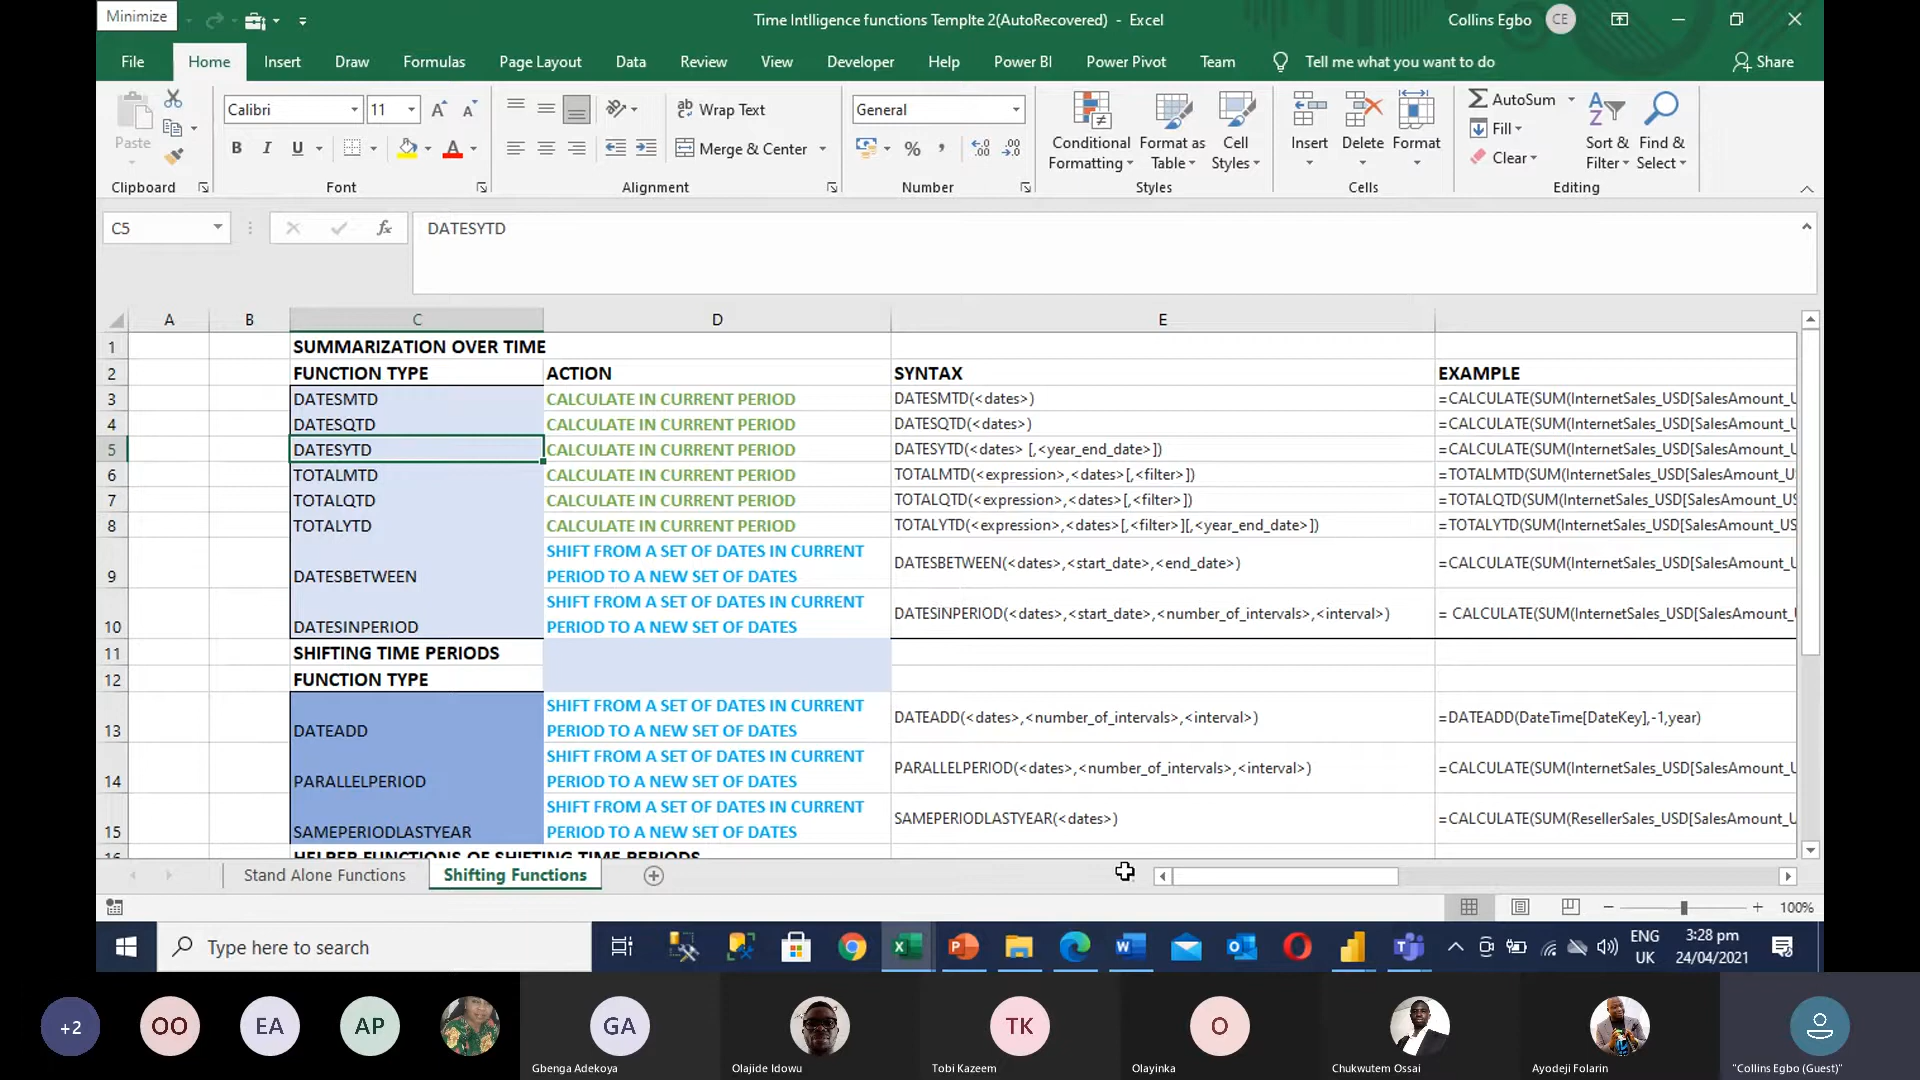 Minimize
Time Intlligence functions Templte 2(AutoRecovered) - Excel
Collins Egbo
CE
File
Home
Insert
Draw
Formulas
Page Layout
Data
Review
View
Developer
Help
Power BI
Power Pivot
Team
Tell me what you want to do
Share
Paste
Calibri
11
Wrap Text
General
Conditional
Formatting
Format as
Table
Cell
Styles
Insert
Delete
Format
AutoSum
Fill
Clear
Sort &
Filter
Find &
Select
B I U
Merge & Center
Clipboard
Font
Alignment
Number
Styles
Cells
Editing
C5
fx
DATESYTD
A B C D E
1 SUMMARIZATION OVER TIME
2 FUNCTION TYPE ACTION SYNTAX EXAMPLE
3 DATESMTD CALCULATE IN CURRENT PERIOD DATESMTD(<dates>) =CALCULATE(SUM(InternetSales_USD[SalesAmount_U
4 DATESQTD CALCULATE IN CURRENT PERIOD DATESQTD(<dates>) =CALCULATE(SUM(InternetSales_USD[SalesAmount_U
5 DATESYTD CALCULATE IN CURRENT PERIOD DATESYTD(<dates> [,<year_end_date>]) =CALCULATE(SUM(InternetSales_USD[SalesAmount_U
6 TOTALMTD CALCULATE IN CURRENT PERIOD TOTALMTD(<expression>,<dates>[,<filter>]) =TOTALMTD(SUM(InternetSales_USD[SalesAmount_US
7 TOTALQTD CALCULATE IN CURRENT PERIOD TOTALQTD(<expression>,<dates>[,<filter>]) =TOTALQTD(SUM(InternetSales_USD[SalesAmount_US
8 TOTALYTD CALCULATE IN CURRENT PERIOD TOTALYTD(<expression>,<dates>[,<filter>][,<year_end_date>]) =TOTALYTD(SUM(InternetSales_USD[SalesAmount_US
SHIFT FROM A SET OF DATES IN CURRENT
9 DATESBETWEEN PERIOD TO A NEW SET OF DATES DATESBETWEEN(<dates>,<start_date>,<end_date>) =CALCULATE(SUM(InternetSales_USD[SalesAmount_U
SHIFT FROM A SET OF DATES IN CURRENT
10 DATESINPERIOD PERIOD TO A NEW SET OF DATES DATESINPERIOD(<dates>,<start_date>,<number_of_intervals>,<interval>) = CALCULATE(SUM(InternetSales_USD[SalesAmount_
11 SHIFTING TIME PERIODS
12 FUNCTION TYPE
SHIFT FROM A SET OF DATES IN CURRENT
13 DATEADD PERIOD TO A NEW SET OF DATES DATEADD(<dates>,<number_of_intervals>,<interval>) =DATEADD(DateTime[DateKey],-1,year)
SHIFT FROM A SET OF DATES IN CURRENT
14 PARALLELPERIOD PERIOD TO A NEW SET OF DATES PARALLELPERIOD(<dates>,<number_of_intervals>,<interval>) =CALCULATE(SUM(InternetSales_USD[SalesAmount_U
SHIFT FROM A SET OF DATES IN CURRENT
15 SAMEPERIODLASTYEAR PERIOD TO A NEW SET OF DATES SAMEPERIODLASTYEAR(<dates>) =CALCULATE(SUM(ResellerSales_USD[SalesAmount_U
16 HELPER FUNCTIONS OF SHIFTING TIME PERIODS
Stand Alone Functions
Shifting Functions
100%
Type here to search
ENG
UK
3:28 pm
24/04/2021
+2
OO
EA
AP
GA
TK
O
Gbenga Adekoya
Olajide Idowu
Tobi Kazeem
Olayinka
Chukwutem Ossai
Ayodeji Folarin
"Collins Egbo (Guest)"